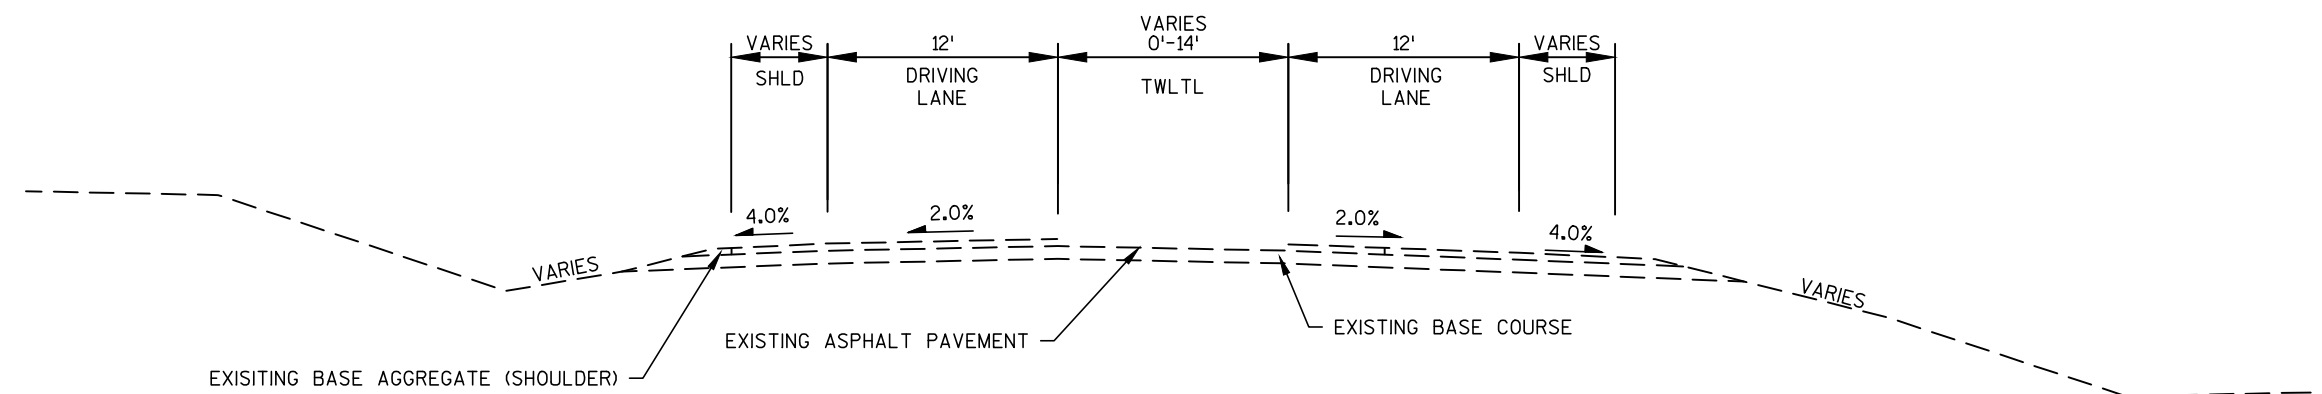 VARIES
SHLD
12'
DRIVING
LANE
VARIES
0'-14'
TWLTL
12'
DRIVING
LANE
VARIES
SHLD
4.0%
2.0%
2.0%
4.0%
VARIES
VARIES
EXISTING BASE COURSE
EXISTING ASPHALT PAVEMENT
EXISITING BASE AGGREGATE (SHOULDER)